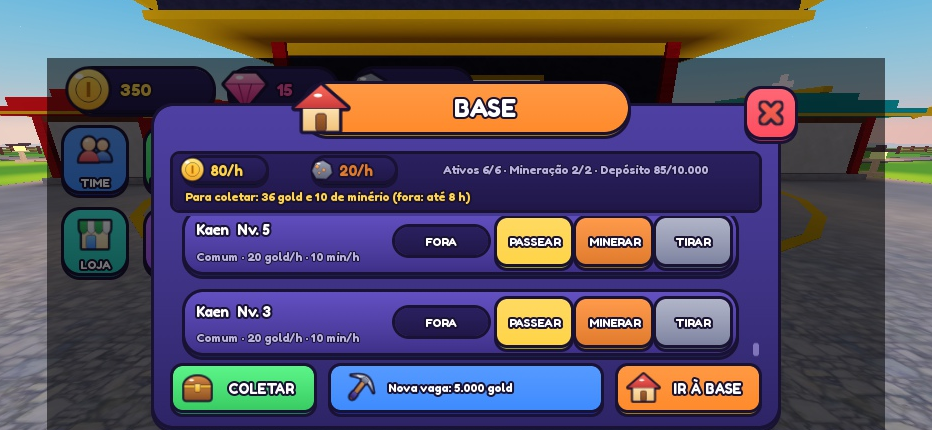 350
15
BASE
TIME
LOJA
80/h
20/h
Ativos 6/6 · Mineração 2/2 · Depósito 85/10.000
Para coletar: 36 gold e 10 de minério (fora: até 8 h)
Kaen Nv. 5
Comum · 20 gold/h · 10 min/h
FORA
PASSEAR
MINERAR
TIRAR
Kaen Nv. 3
Comum · 20 gold/h · 10 min/h
FORA
PASSEAR
MINERAR
TIRAR
COLETAR
Nova vaga: 5.000 gold
IR À BASE